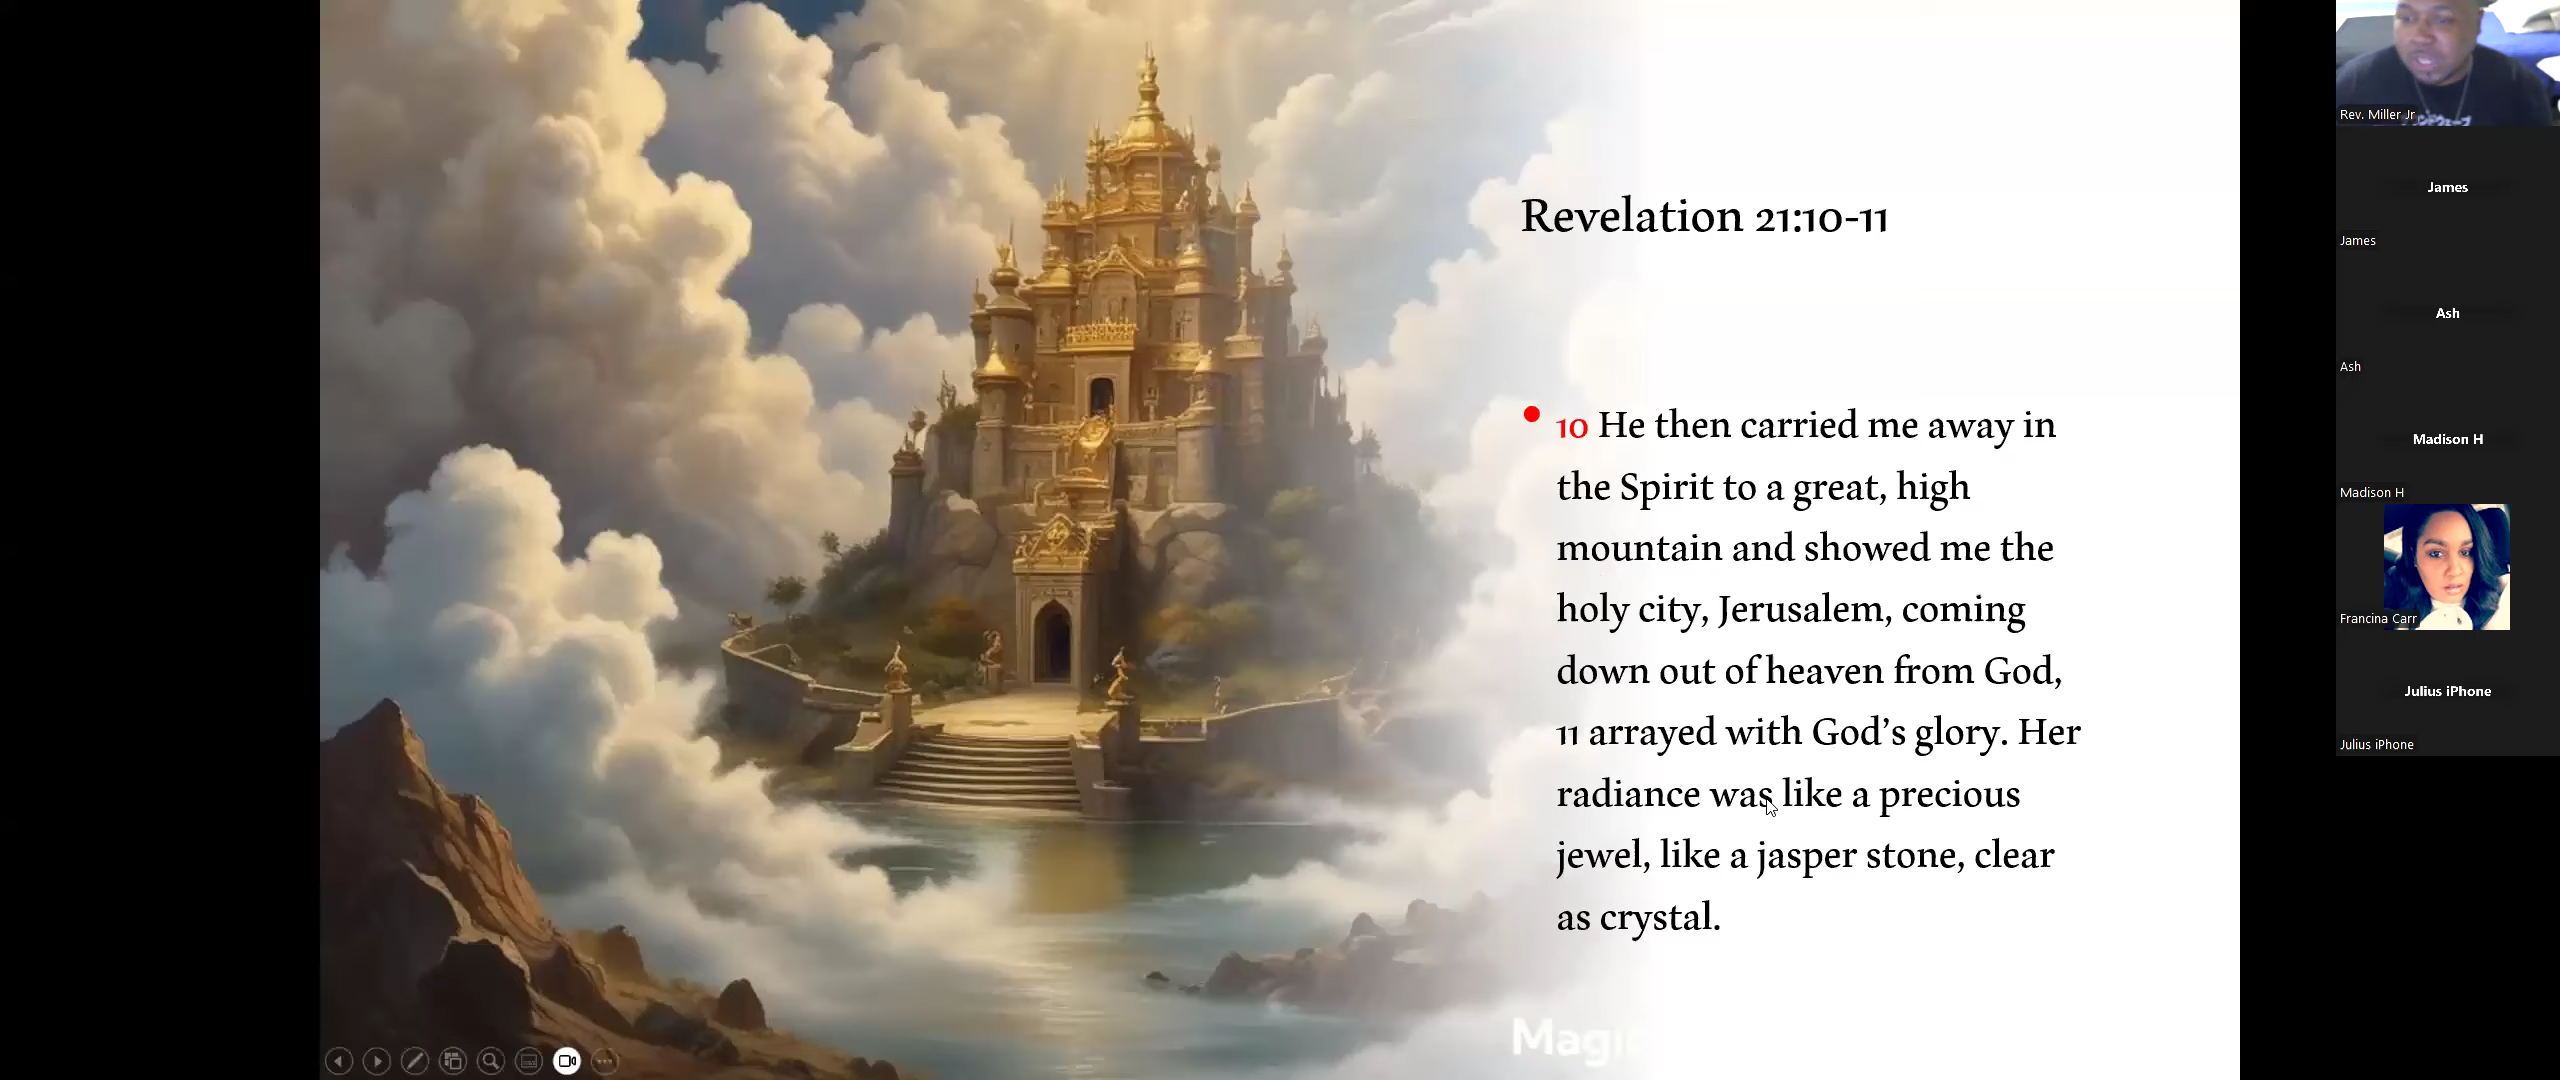 Revelation 21:10-11
• 10 He then carried me away in
the Spirit to a great, high
mountain and showed me the
holy city, Jerusalem, coming
down out of heaven from God,
11 arrayed with God’s glory. Her
radiance was like a precious
jewel, like a jasper stone, clear
as crystal.
Rev. Miller Jr
James
James
Ash
Ash
Madison H
Madison H
Francina Carr
Julius iPhone
Julius iPhone